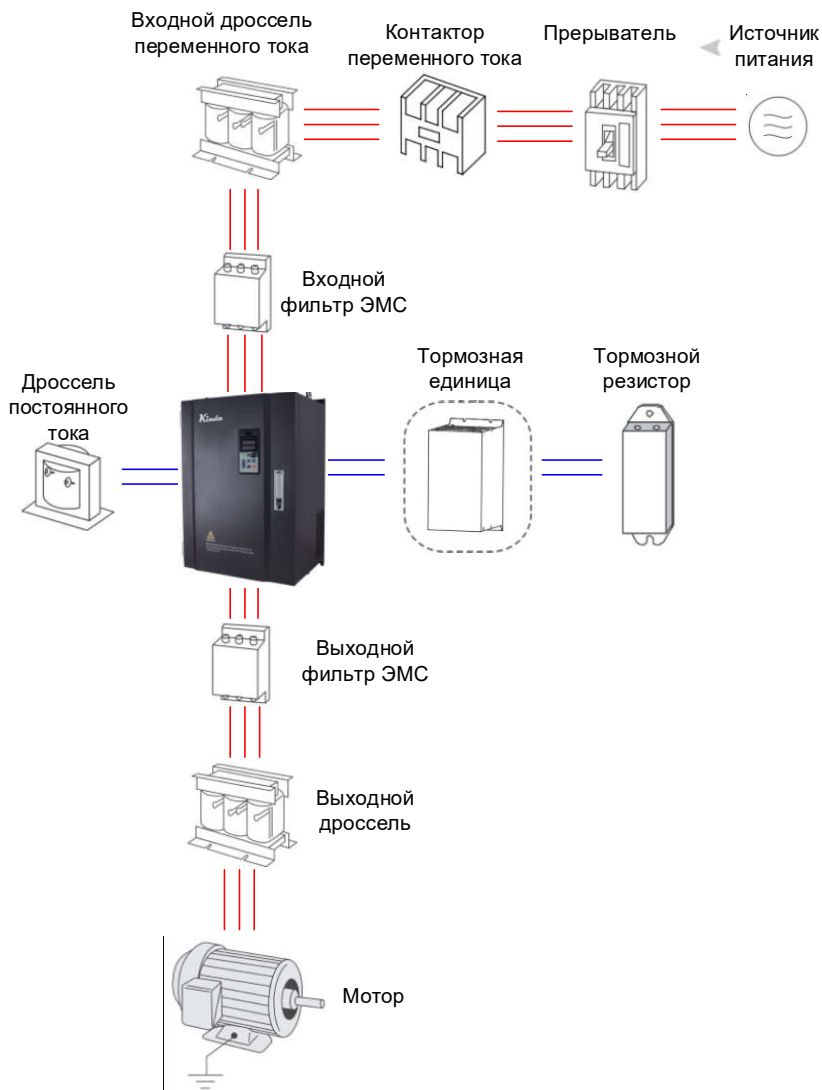 Входной дроссель
переменного тока
Контактор
переменного тока
Прерыватель
Источник
питания
Входной
фильтр ЭМС
Дроссель
постоянного
тока
Kinda
Тормозная
единица
Тормозной
резистор
Выходной
фильтр ЭМС
Выходной
дроссель
Мотор